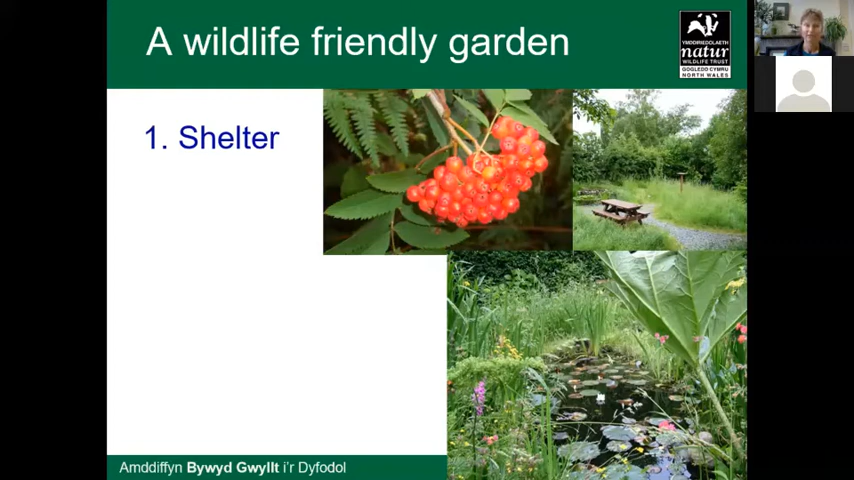 A wildlife friendly garden
YMDDIRIEDOLAETH
natur
WILDLIFE TRUST
GOGLEDD CYMRU
NORTH WALES
1. Shelter
Amddiffyn Bywyd Gwyllt i'r Dyfodol